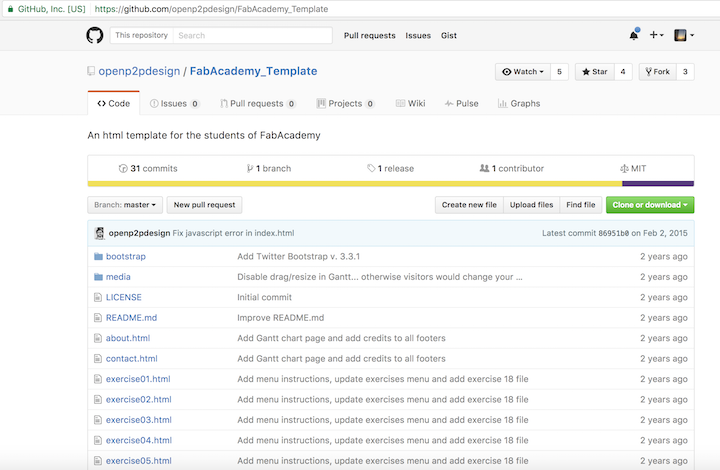 GitHub, Inc. [US] https://github.com/openp2pdesign/FabAcademy_Template
This repository Search Pull requests Issues Gist
openp2pdesign / FabAcademy_Template Watch 5 Star 4 Fork 3
Code Issues 0 Pull requests 0 Projects 0 Wiki Pulse Graphs
An html template for the students of FabAcademy
31 commits 1 branch 1 release 1 contributor MIT
Branch: master New pull request Create new file Upload files Find file Clone or download
openp2pdesign Fix javascript error in index.html Latest commit 86951b0 on Feb 2, 2015
bootstrap Add Twitter Bootstrap v. 3.3.1 2 years ago
media Disable drag/resize in Gantt... otherwise visitors would change your ... 2 years ago
LICENSE Initial commit 2 years ago
README.md Improve README.md 2 years ago
about.html Add Gantt chart page and add credits to all footers 2 years ago
contact.html Add Gantt chart page and add credits to all footers 2 years ago
exercise01.html Add menu instructions, update exercises menu and add exercise 18 file 2 years ago
exercise02.html Add menu instructions, update exercises menu and add exercise 18 file 2 years ago
exercise03.html Add menu instructions, update exercises menu and add exercise 18 file 2 years ago
exercise04.html Add menu instructions, update exercises menu and add exercise 18 file 2 years ago
exercise05.html Add menu instructions, update exercises menu and add exercise 18 file 2 years ago